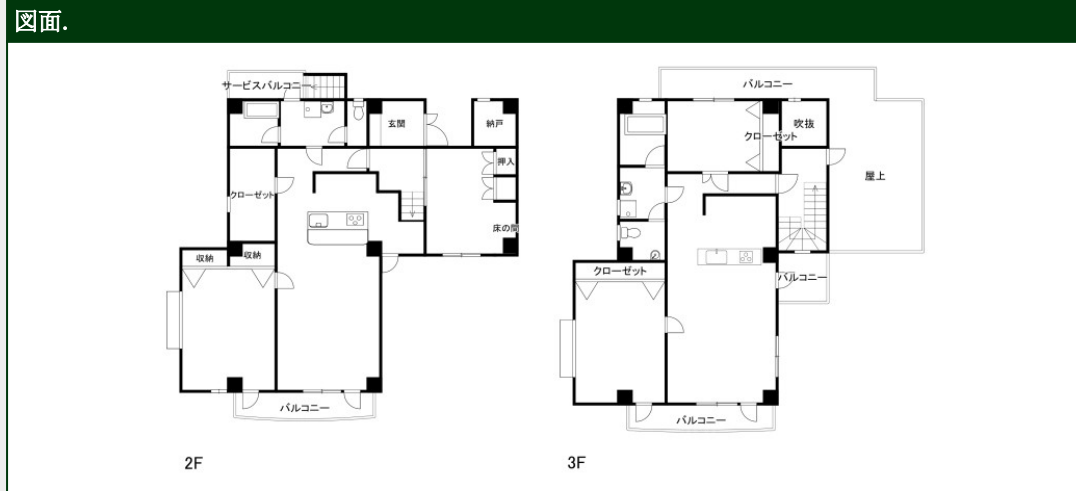 図面.
サービスバルコニー
玄関
納戸
押入
クローゼット
床の間
収納
収納
バルコニー
2F
バルコニー
吹抜
クローゼット
屋上
クローゼット
バルコニー
バルコニー
3F